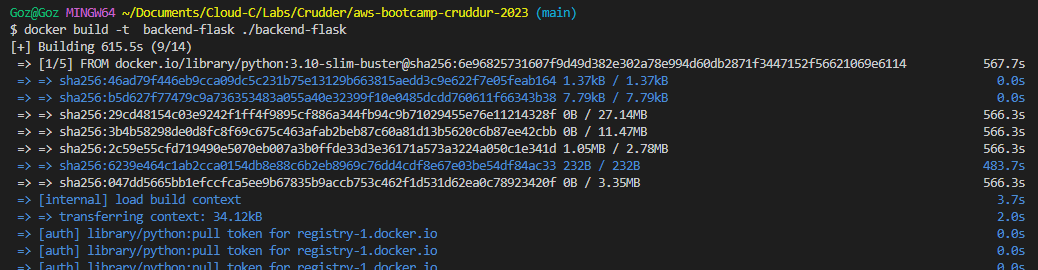 Goz@Goz MINGW64 ~/Documents/Cloud-C/Labs/Crudder/aws-bootcamp-cruddur-2023 (main)
$ docker build -t  backend-flask ./backend-flask
[+] Building 615.5s (9/14)
=> [1/5] FROM docker.io/library/python:3.10-slim-buster@sha256:6e96825731607f9d49d382e302a78e994d60db2871f3447152f56621069e6114 567.7s
=> => sha256:46ad79f446eb9cca09dc5c231b75e13129b663815aedd3c9e622f7e05feab164 1.37kB / 1.37kB 0.0s
=> => sha256:b5d627f77479c9a736353483a055a40e32399f10e0485dcdd760611f66343b38 7.79kB / 7.79kB 0.0s
=> => sha256:29cd48154c03e9242f1ff4f9895cf886a344fb94c9b71029455e76e11214328f 0B / 27.14MB 566.3s
=> => sha256:3b4b58298de0d8fc8f69c675c463afab2beb87c60a81d13b5620c6b87ee42cbb 0B / 11.47MB 566.3s
=> => sha256:2c59e55cfd719490e5070eb007a3b0ffde33d3e36171a573a3224a050c1e341d 1.05MB / 2.78MB 566.3s
=> => sha256:6239e464c1ab2cca0154db8e88c6b2eb8969c76dd4cdf8e67e03be54df84ac33 232B / 232B 483.7s
=> => sha256:047dd5665bb1efccfca5ee9b67835b9accb753c462f1d531d62ea0c78923420f 0B / 3.35MB 566.3s
=> [internal] load build context 3.7s
=> => transferring context: 34.12kB 2.0s
=> [auth] library/python:pull token for registry-1.docker.io 0.0s
=> [auth] library/python:pull token for registry-1.docker.io 0.0s
=> [auth] library/python:pull token for registry-1.docker.io 0.0s